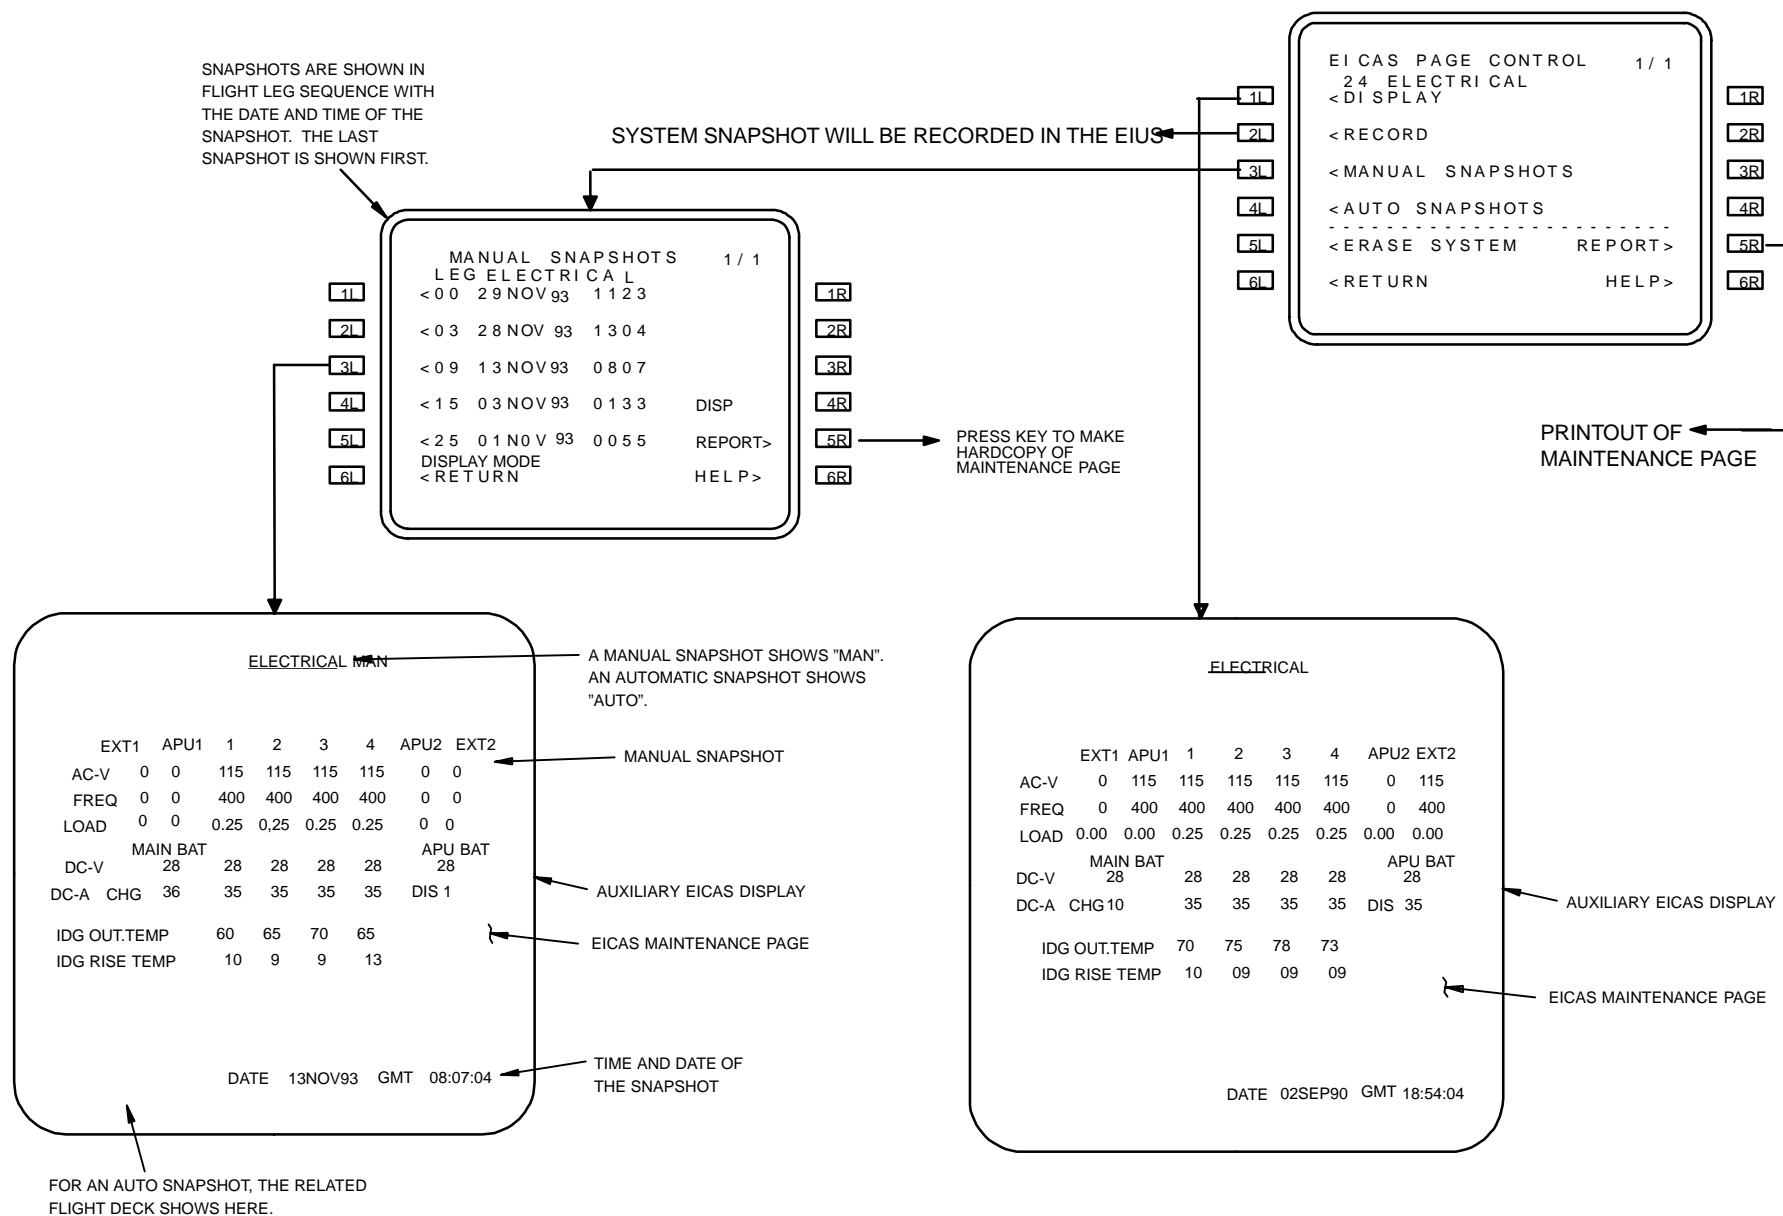 SNAPSHOTS ARE SHOWN IN
FLIGHT LEG SEQUENCE WITH
THE DATE AND TIME OF THE
SNAPSHOT. THE LAST
SNAPSHOT IS SHOWN FIRST.
SYSTEM SNAPSHOT WILL BE RECORDED IN THE EIUS
EICAS PAGE CONTROL 1/1
24 ELECTRICAL
1L <DISPLAY 1R
2L <RECORD 2R
3L <MANUAL SNAPSHOTS 3R
4L <AUTO SNAPSHOTS 4R
------------------------
5L <ERASE SYSTEM REPORT> 5R
6L <RETURN HELP> 6R
MANUAL SNAPSHOTS 1/1
LEG ELECTRICAL
1L <00 29NOV 93 1123 1R
2L <03 28NOV 93 1304 2R
3L <09 13NOV 93 0807 3R
4L <15 03NOV 93 0133 DISP 4R
5L <25 01N0V 93 0055 REPORT> 5R
DISPLAY MODE
6L <RETURN HELP> 6R
PRESS KEY TO MAKE
HARDCOPY OF
MAINTENANCE PAGE
PRINTOUT OF
MAINTENANCE PAGE
ELECTRICAL MAN
A MANUAL SNAPSHOT SHOWS ”MAN”.
AN AUTOMATIC SNAPSHOT SHOWS
”AUTO”.
EXT1 APU1 1 2 3 4 APU2 EXT2
MANUAL SNAPSHOT
AC-V 0 0 115 115 115 115 0 0
FREQ 0 0 400 400 400 400 0 0
LOAD 0 0 0.25 0,25 0.25 0.25 0 0
MAIN BAT APU BAT
DC-V 28 28 28 28 28 28
DC-A CHG 36 35 35 35 35 DIS 1
AUXILIARY EICAS DISPLAY
IDG OUT.TEMP 60 65 70 65
EICAS MAINTENANCE PAGE
IDG RISE TEMP 10 9 9 13
DATE 13NOV93 GMT 08:07:04
TIME AND DATE OF
THE SNAPSHOT
FOR AN AUTO SNAPSHOT, THE RELATED
FLIGHT DECK SHOWS HERE.
ELECTRICAL
EXT1 APU1 1 2 3 4 APU2 EXT2
AC-V 0 115 115 115 115 115 0 115
FREQ 0 400 400 400 400 400 0 400
LOAD 0.00 0.00 0.25 0.25 0.25 0.25 0.00 0.00
MAIN BAT APU BAT
DC-V 28 28 28 28 28 28
DC-A CHG 10 35 35 35 35 DIS 35
AUXILIARY EICAS DISPLAY
IDG OUT.TEMP 70 75 78 73
IDG RISE TEMP 10 09 09 09
EICAS MAINTENANCE PAGE
DATE 02SEP90 GMT 18:54:04